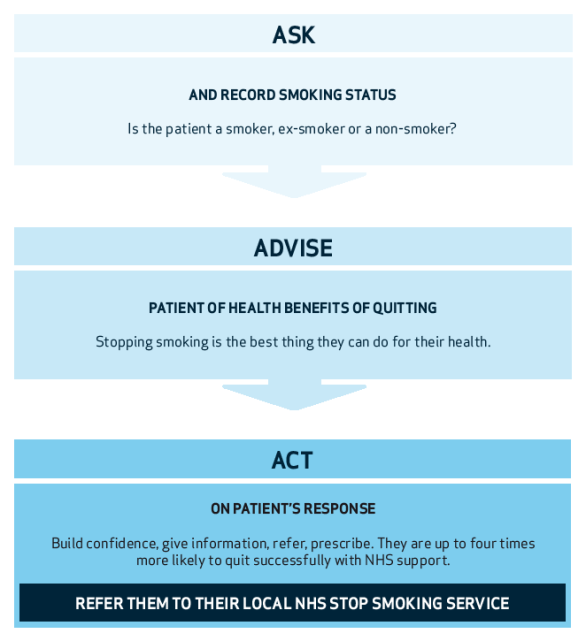 ASK
AND RECORD SMOKING STATUS
Is the patient a smoker, ex-smoker or a non-smoker?
ADVISE
PATIENT OF HEALTH BENEFITS OF QUITTING
Stopping smoking is the best thing they can do for their health.
ACT
ON PATIENT'S RESPONSE
Build confidence, give information, refer, prescribe. They are up to four times
more likely to quit successfully with NHS support.
REFER THEM TO THEIR LOCAL NHS STOP SMOKING SERVICE